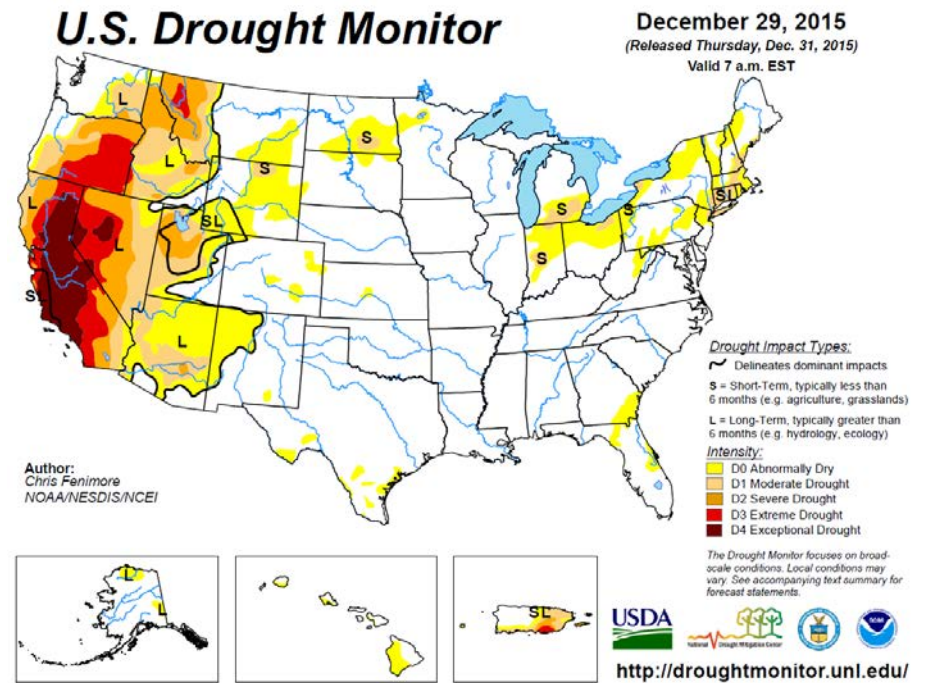 U.S. Drought Monitor
December 29, 2015
(Released Thursday, Dec. 31, 2015)
Valid 7 a.m. EST
L
S
L
S
L
SL
S
S
SL
S
L
S
L
Drought Impact Types:
Delineates dominant impacts
S = Short-Term, typically less than
6 months (e.g. agriculture, grasslands)
L = Long-Term, typically greater than
6 months (e.g. hydrology, ecology)
Intensity:
D0 Abnormally Dry
D1 Moderate Drought
D2 Severe Drought
D3 Extreme Drought
D4 Exceptional Drought
Author:
Chris Fenimore
NOAA/NESDIS/NCEI
The Drought Monitor focuses on broad-
scale conditions. Local conditions may
vary. See accompanying text summary for
forecast statements.
L
L
SL
USDA
National Drought Mitigation Center
http://droughtmonitor.unl.edu/